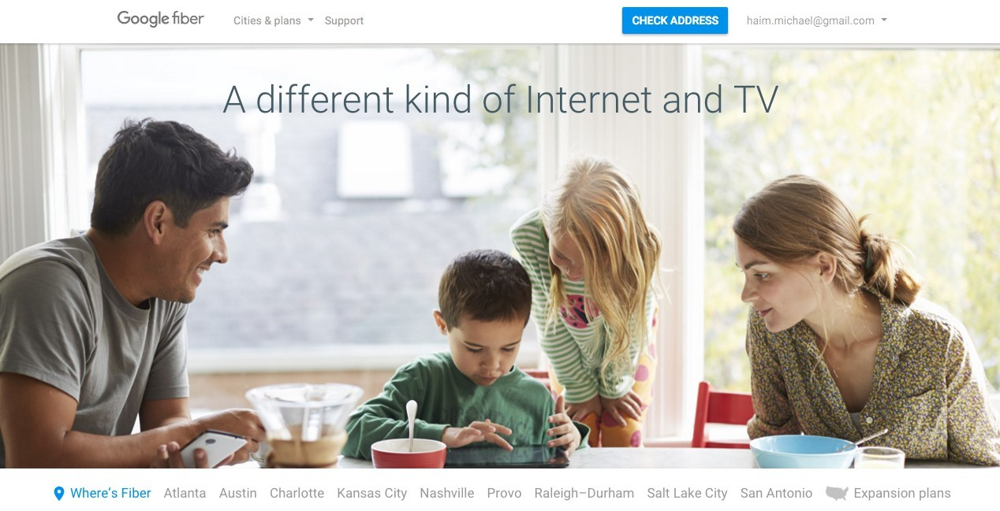 Google fiber Cities & plans Support CHECK ADDRESS haim.michael@gmail.com
A different kind of Internet and TV
Where's Fiber Atlanta Austin Charlotte Kansas City Nashville Provo Raleigh–Durham Salt Lake City San Antonio Expansion plans